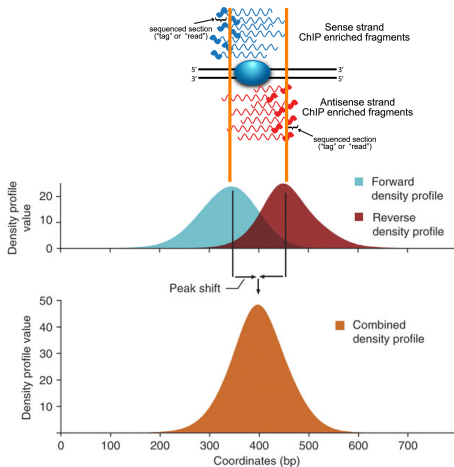 sequenced section
("tag" or "read")
Sense strand
ChIP enriched fragments
5' 3'
3' 5'
Antisense strand
ChIP enriched fragments
sequenced section
("tag" or "read")
Density profile
value
20
10
0
Forward
density profile
Reverse
density profile
Peak shift
Density profile value
50
40
30
20
10
Combined
density profile
0 100 200 300 400 500 600 700
Coordinates (bp)